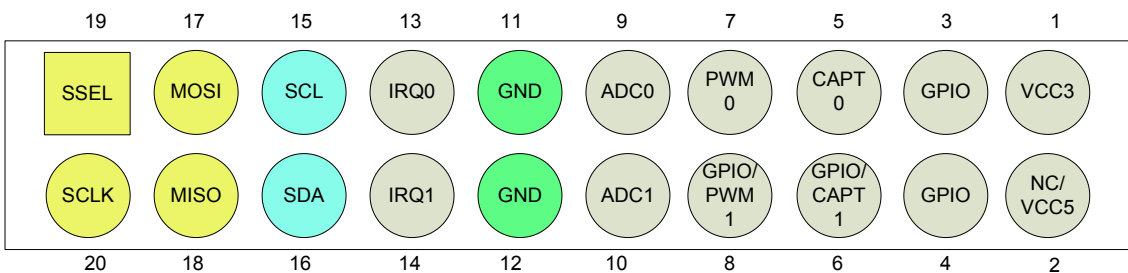 19 17 15 13 11 9 7 5 3 1
SSEL MOSI SCL IRQ0 GND ADC0 PWM 0 CAPT 0 GPIO VCC3
SCLK MISO SDA IRQ1 GND ADC1 GPIO/ PWM 1 GPIO/ CAPT 1 GPIO NC/ VCC5
20 18 16 14 12 10 8 6 4 2